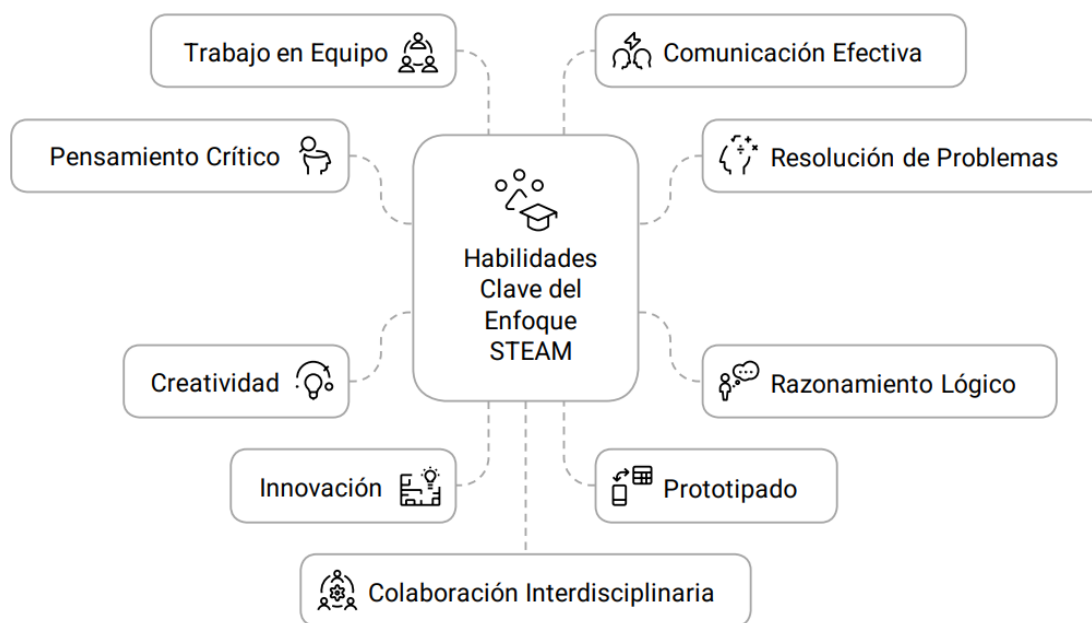 Trabajo en Equipo
Comunicación Efectiva
Pensamiento Crítico
Resolución de Problemas
Habilidades
Clave del
Enfoque
STEAM
Creatividad
Razonamiento Lógico
Innovación
Prototipado
Colaboración Interdisciplinaria